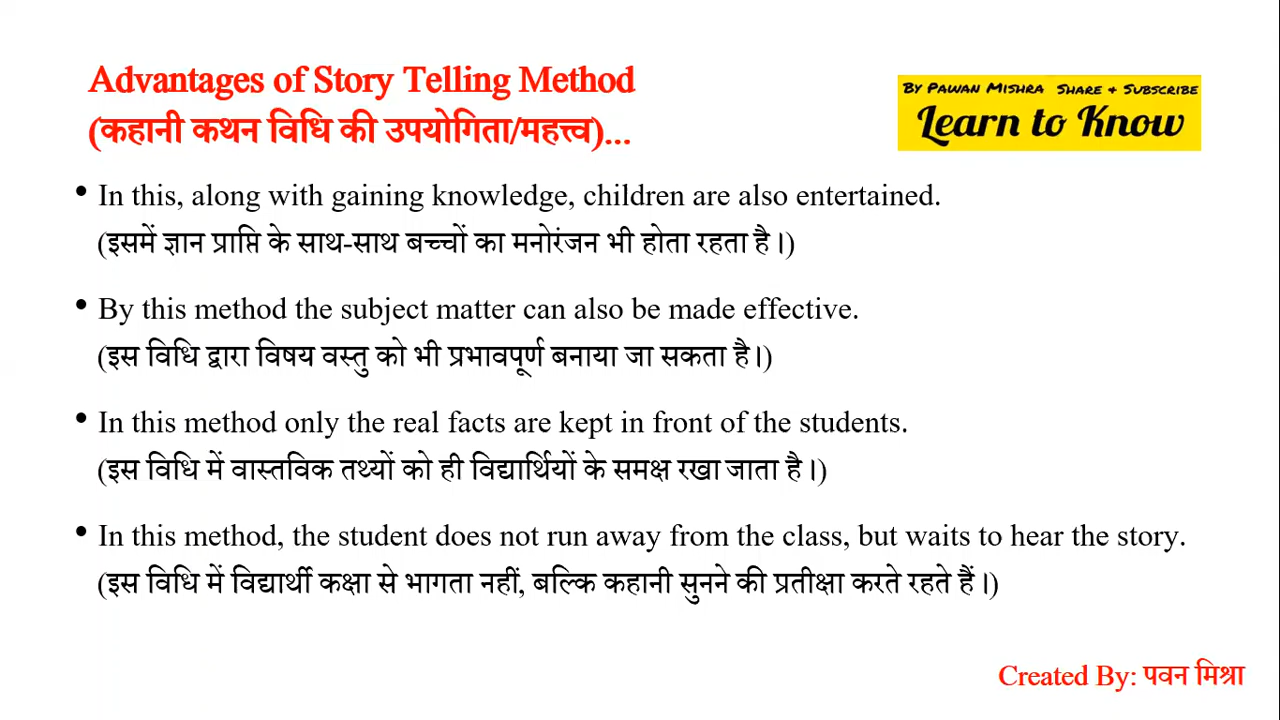 Advantages of Story Telling Method
(कहानी कथन विधि की उपयोगिता/महत्त्व)...
By Pawan Mishra Share & Subscribe
Learn to Know
• In this, along with gaining knowledge, children are also entertained.
(इसमें ज्ञान प्राप्ति के साथ-साथ बच्चों का मनोरंजन भी होता रहता है।)
• By this method the subject matter can also be made effective.
(इस विधि द्वारा विषय वस्तु को भी प्रभावपूर्ण बनाया जा सकता है।)
• In this method only the real facts are kept in front of the students.
(इस विधि में वास्तविक तथ्यों को ही विद्यार्थियों के समक्ष रखा जाता है।)
• In this method, the student does not run away from the class, but waits to hear the story.
(इस विधि में विद्यार्थी कक्षा से भागता नहीं, बल्कि कहानी सुनने की प्रतीक्षा करते रहते हैं।)
Created By: पवन मिश्रा